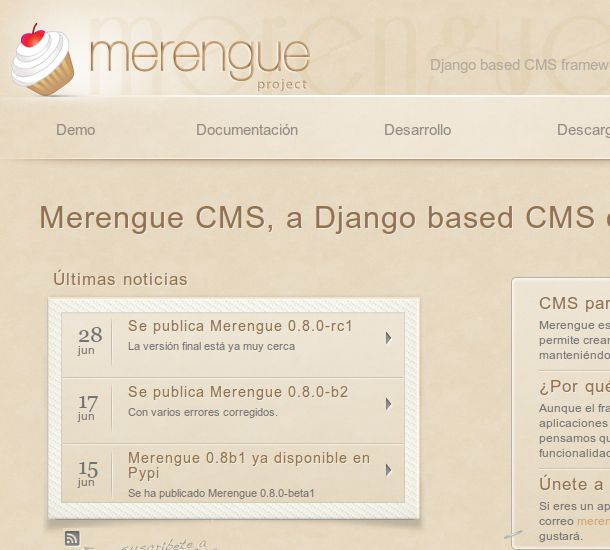 merengue
project
Django based CMS framew
Demo Documentación Desarrollo Descarg
Merengue CMS, a Django based CMS
Últimas noticias
28 jun
Se publica Merengue 0.8.0-rc1
La versión final está ya muy cerca
17 jun
Se publica Merengue 0.8.0-b2
Con varios errores corregidos.
15 jun
Merengue 0.8b1 ya disponible en
Pypi
Se ha publicado Merengue 0.8.0-beta1
suscríbete a
CMS par
Merengue es
permite crear
manteniéndo
¿Por qué
Aunque el fra
aplicaciones
pensamos qu
funcionalidad
Únete a
Si eres un ap
correo meren
gustará.